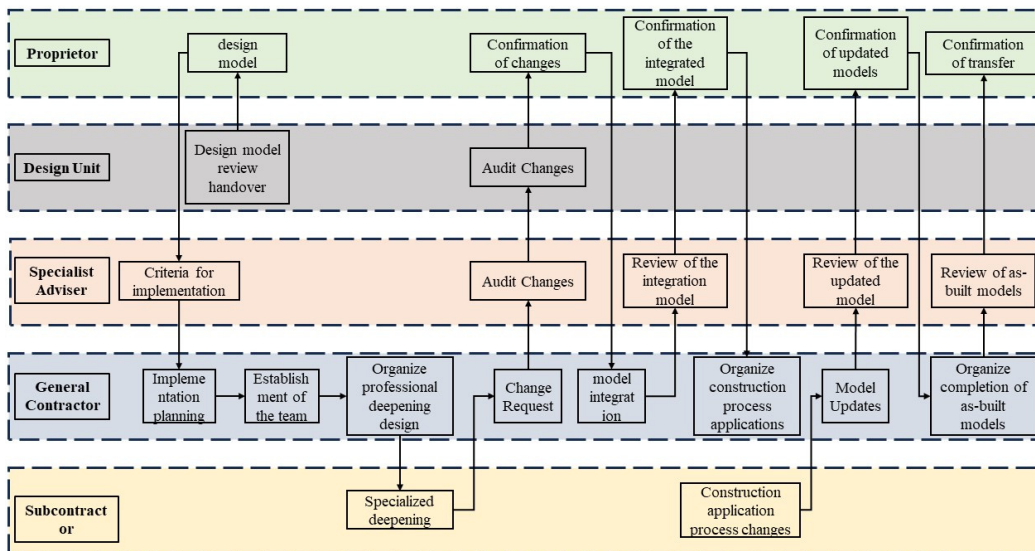 Proprietor
design
model
Confirmation
of changes
Confirmation
of the
integrated
model
Confirmation
of updated
models
Confirmation
of transfer
Design Unit
Design model
review
handover
Audit Changes
Specialist
Adviser
Criteria for
implementation
Audit Changes
Review of the
integration
model
Review of the
updated
model
Review of as-
built models
General
Contractor
Impleme
ntation
planning
Establish
ment of
the team
Organize
professional
deepening
design
Change
Request
model
integrat
ion
Organize
construction
process
applications
Model
Updates
Organize
completion of
as-built
models
Subcontract
or
Specialized
deepening
Construction
application
process changes